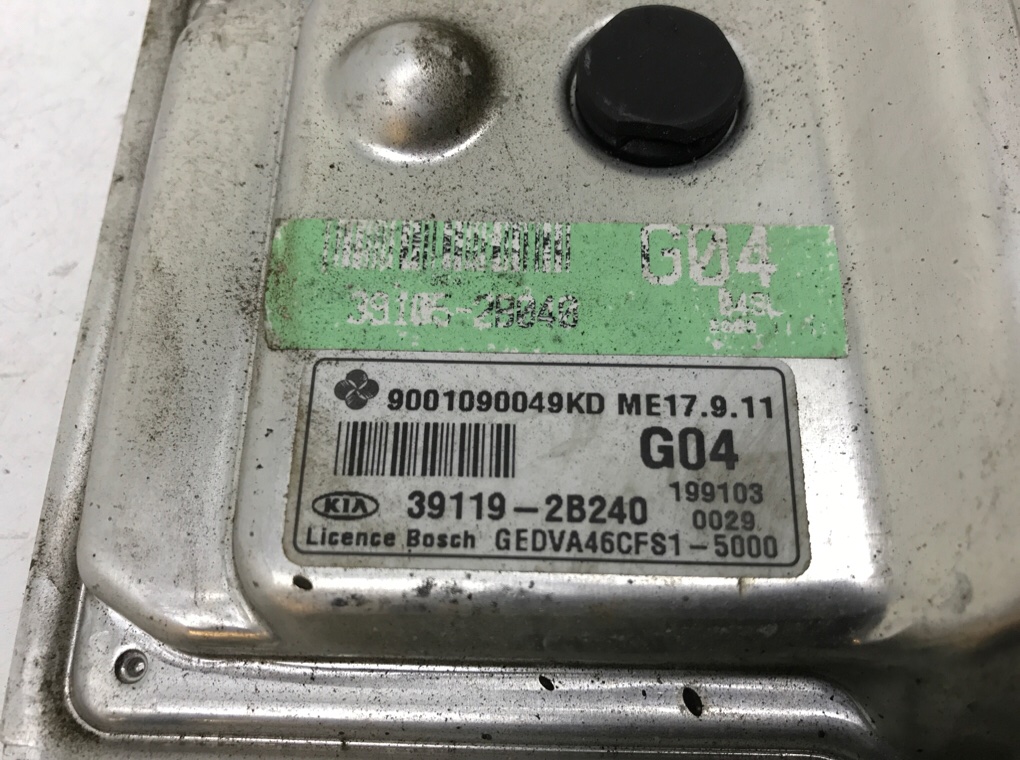 G04
39105-2B040
9001090049KD ME17.9.11
G04
KIA 39119-2B240 199103
0029
Licence Bosch GEDVA46CFS1-5000